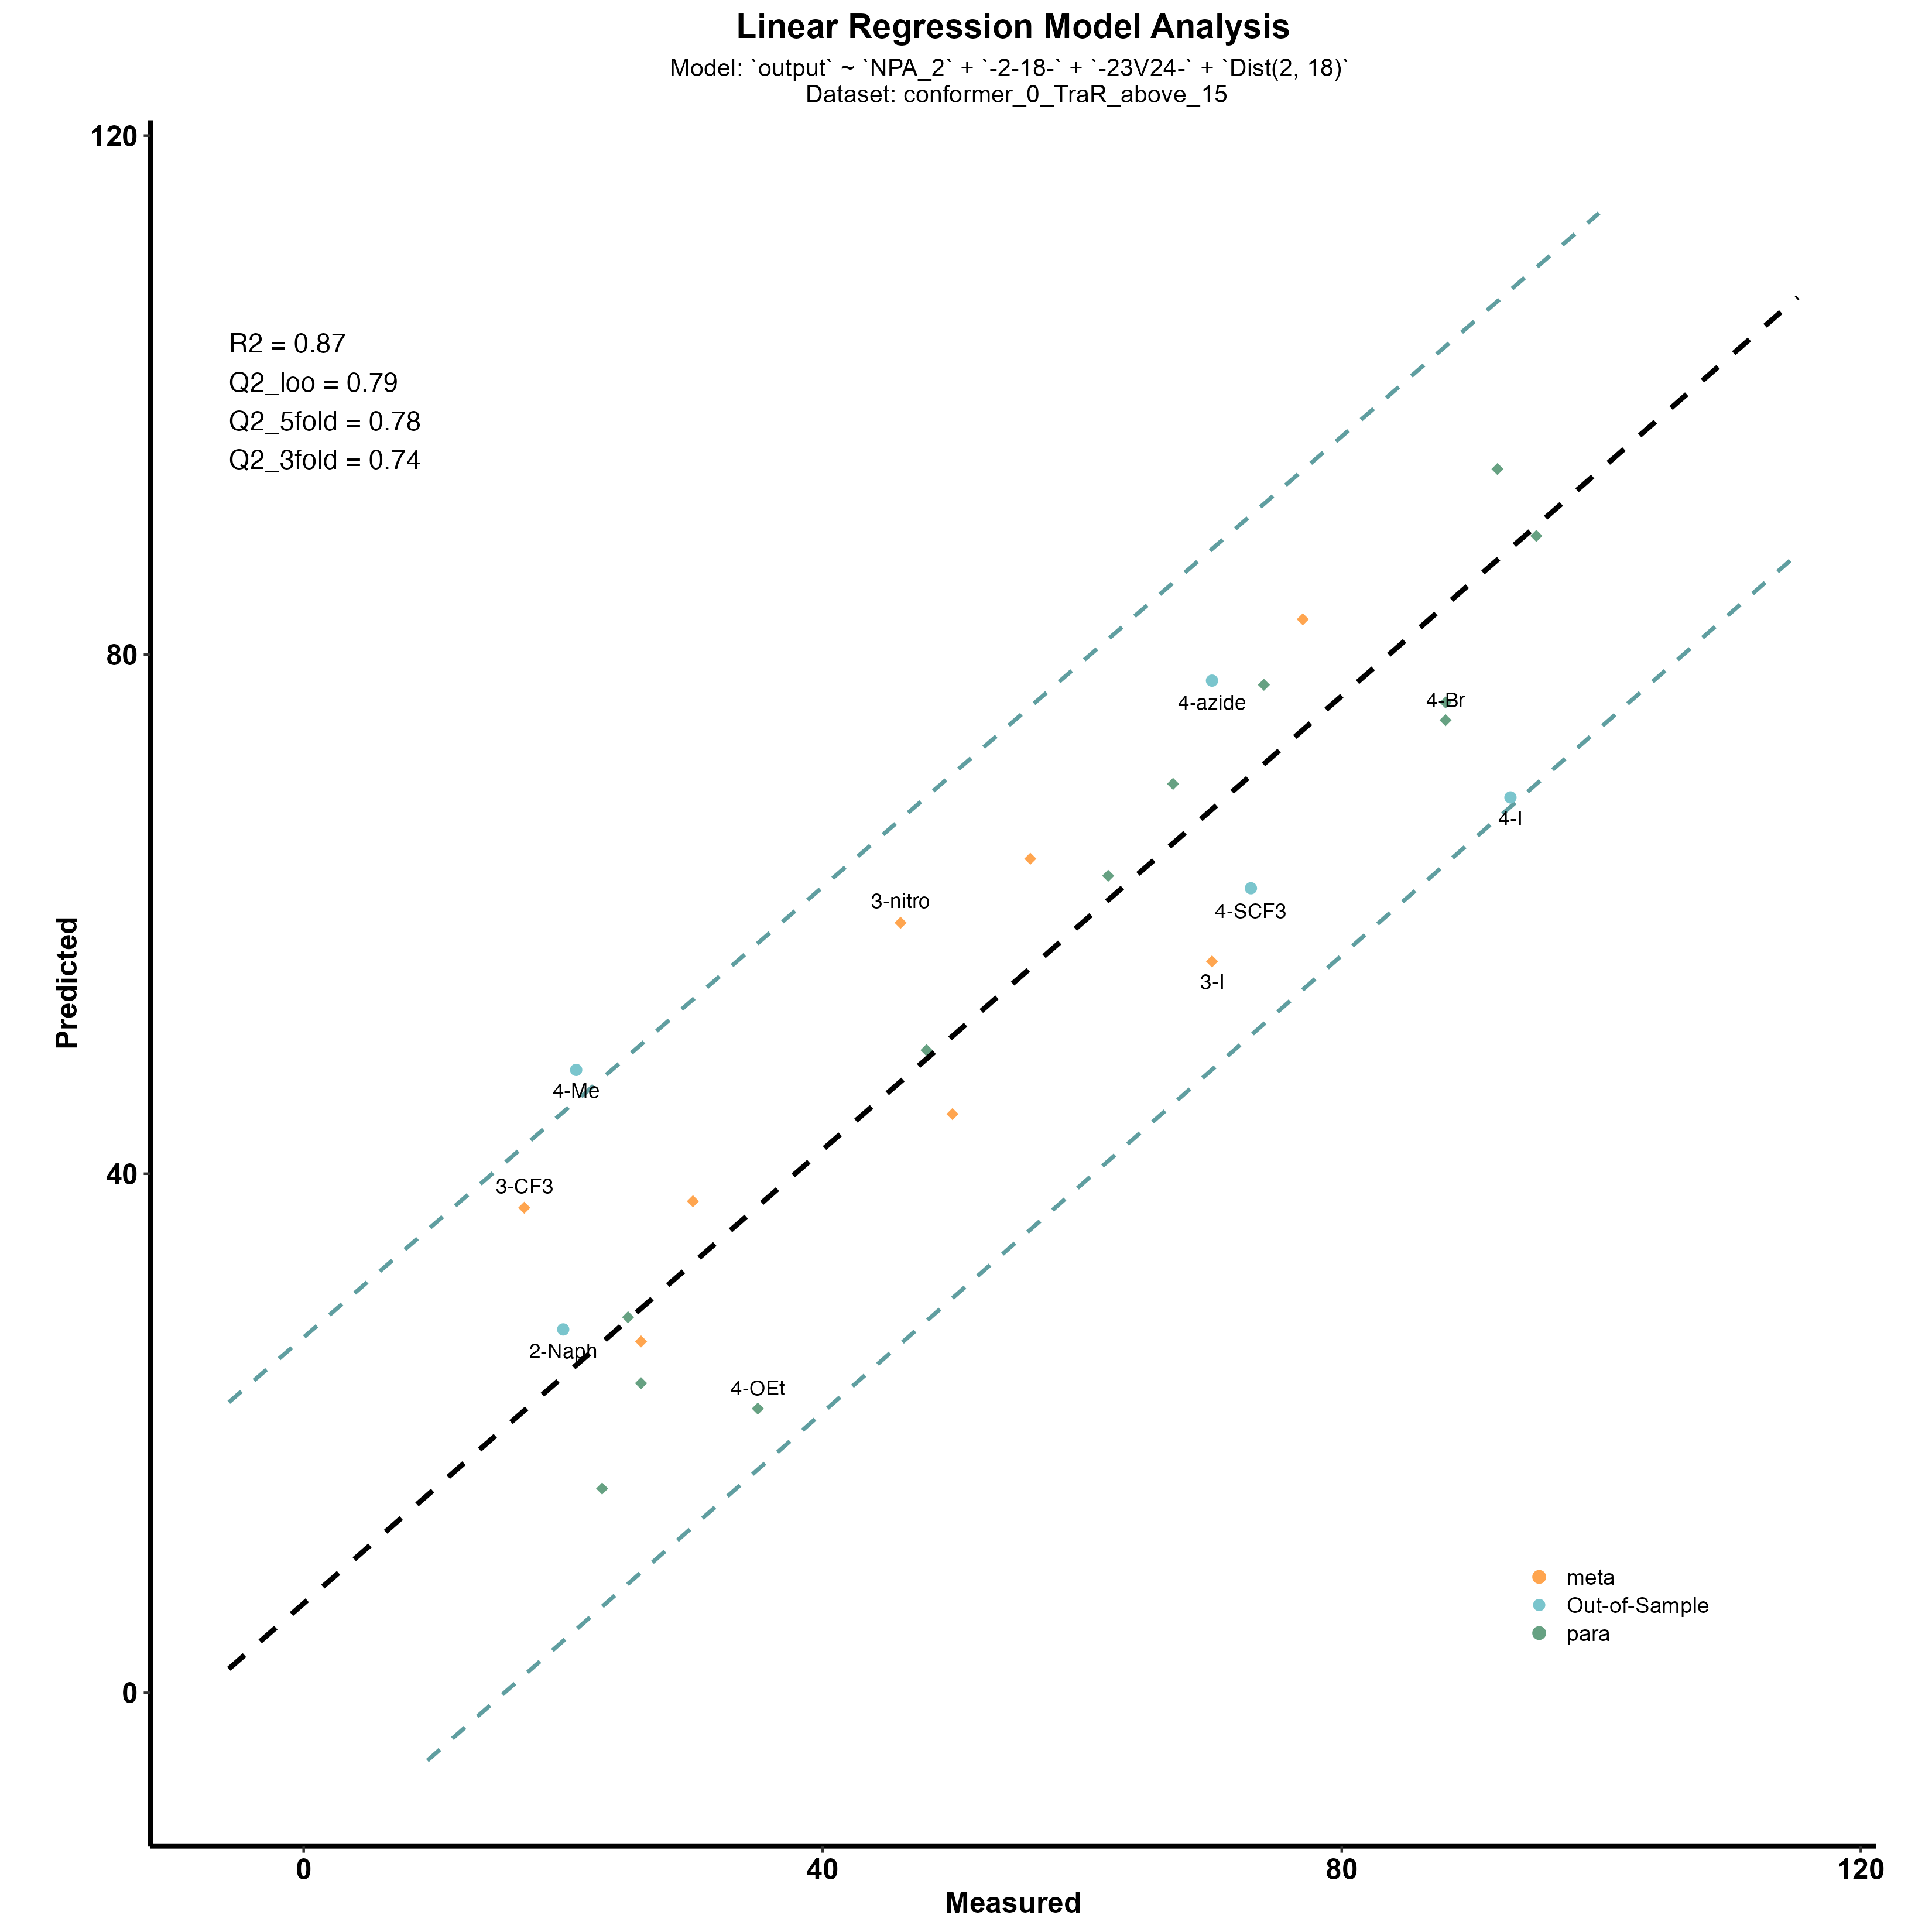 Linear Regression Model Analysis
Model: `output` ~ `NPA_2` + `-2-18-` + `-23V24-` + `Dist(2, 18)`
Dataset: conformer_0_TraR_above_15
120
80
40
0
Predicted
R2 = 0.87
Q2_loo = 0.79
Q2_5fold = 0.78
Q2_3fold = 0.74
4-azide
4-Br
4-I
3-nitro
4-SCF3
3-I
4-Me
3-CF3
2-Naph
4-OEt
meta
Out-of-Sample
para
0
40
80
120
Measured